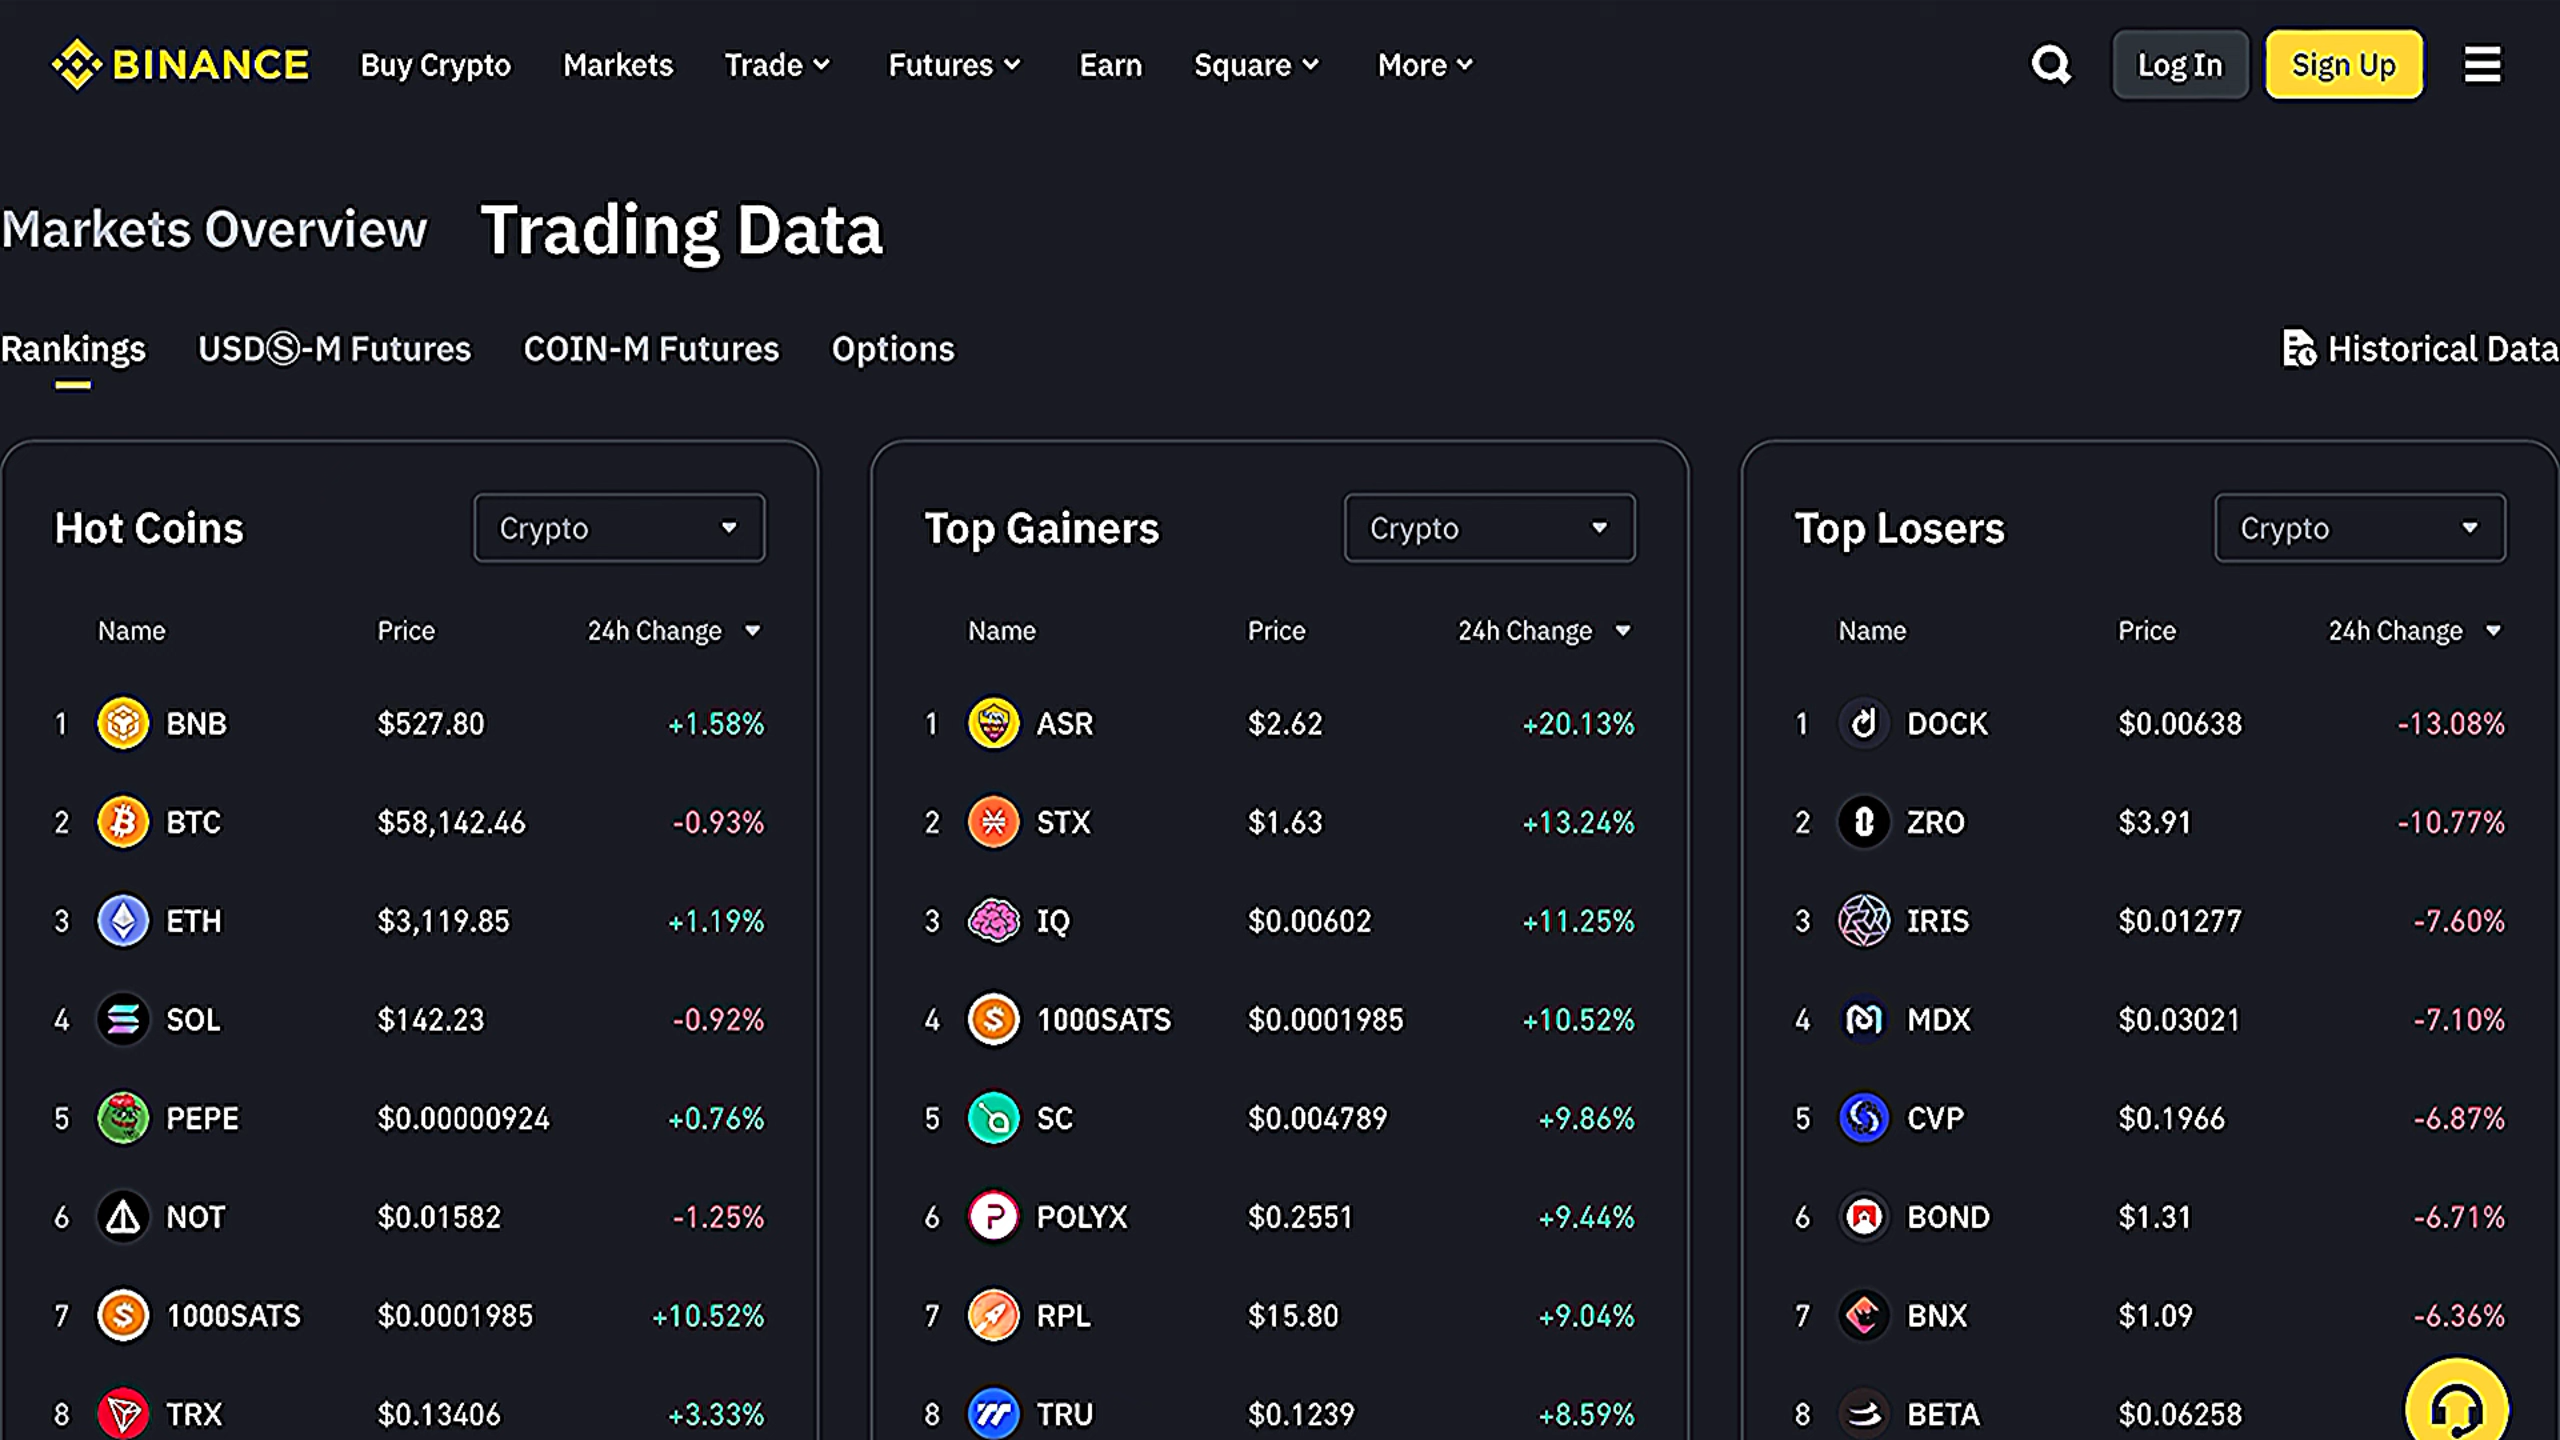 BINANCE Buy Crypto Markets Trade Futures Earn Square More Log In Sign Up
Markets Overview Trading Data
Rankings USDⓈ-M Futures COIN-M Futures Options Historical Data
Hot Coins Crypto
Name Price 24h Change
1 BNB $527.80 +1.58%
2 BTC $58,142.46 -0.93%
3 ETH $3,119.85 +1.19%
4 SOL $142.23 -0.92%
5 PEPE $0.00000924 +0.76%
6 NOT $0.01582 -1.25%
7 1000SATS $0.0001985 +10.52%
8 TRX $0.13406 +3.33%
Top Gainers Crypto
Name Price 24h Change
1 ASR $2.62 +20.13%
2 STX $1.63 +13.24%
3 IQ $0.00602 +11.25%
4 1000SATS $0.0001985 +10.52%
5 SC $0.004789 +9.86%
6 POLYX $0.2551 +9.44%
7 RPL $15.80 +9.04%
8 TRU $0.1239 +8.59%
Top Losers Crypto
Name Price 24h Change
1 DOCK $0.00638 -13.08%
2 ZRO $3.91 -10.77%
3 IRIS $0.01277 -7.60%
4 MDX $0.03021 -7.10%
5 CVP $0.1966 -6.87%
6 BOND $1.31 -6.71%
7 BNX $1.09 -6.36%
8 BETA $0.06258